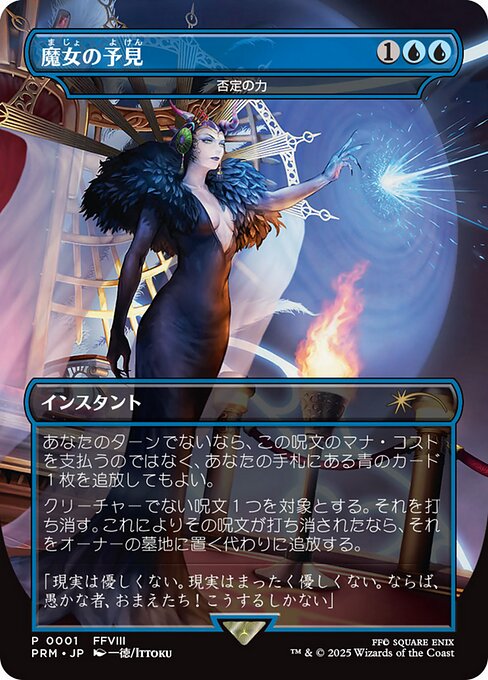 まじょ よけん
魔女の予見 1
否定の力
インスタント
あなたのターンでないなら、この呪文のマナ・コスト
を支払うのではなく、あなたの手札にある青のカード
1枚を追放してもよい。
クリーチャーでない呪文1つを対象とする。それを打
ち消す。これによりその呪文が打ち消されたなら、それ
をオーナーの墓地に置く代わりに追放する。
「現実は優しくない。現実はまったく優しくない。ならば、
愚かな者、おまえたち!こうするしかない」
P 0001 FFVIII
PRM・JP 一徳/ITTOKU
FF© SQUARE ENIX
™ & © 2025 Wizards of the Coast